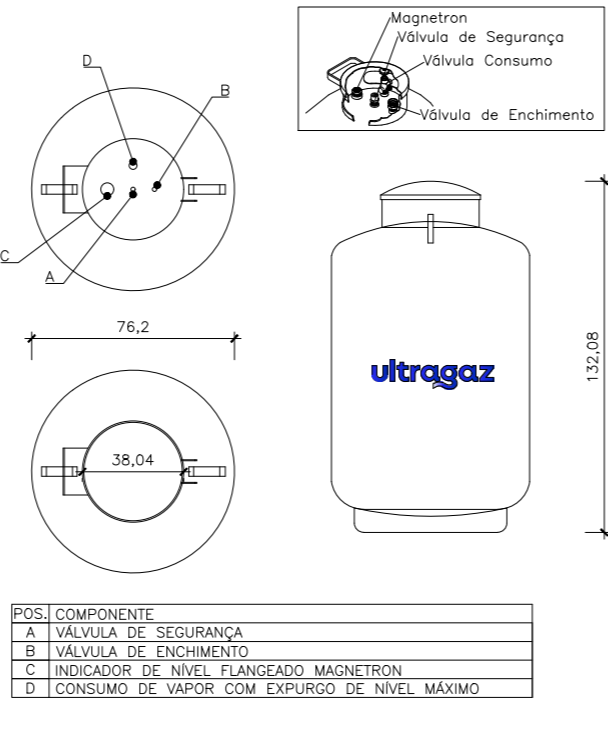 Magnetron
Válvula de Segurança
Válvula Consumo
Válvula de Enchimento
D
B
C
A
76,2
38,04
132,08
ultragaz
POS. COMPONENTE
A VÁLVULA DE SEGURANÇA
B VÁLVULA DE ENCHIMENTO
C INDICADOR DE NÍVEL FLANGEADO MAGNETRON
D CONSUMO DE VAPOR COM EXPURGO DE NÍVEL MÁXIMO